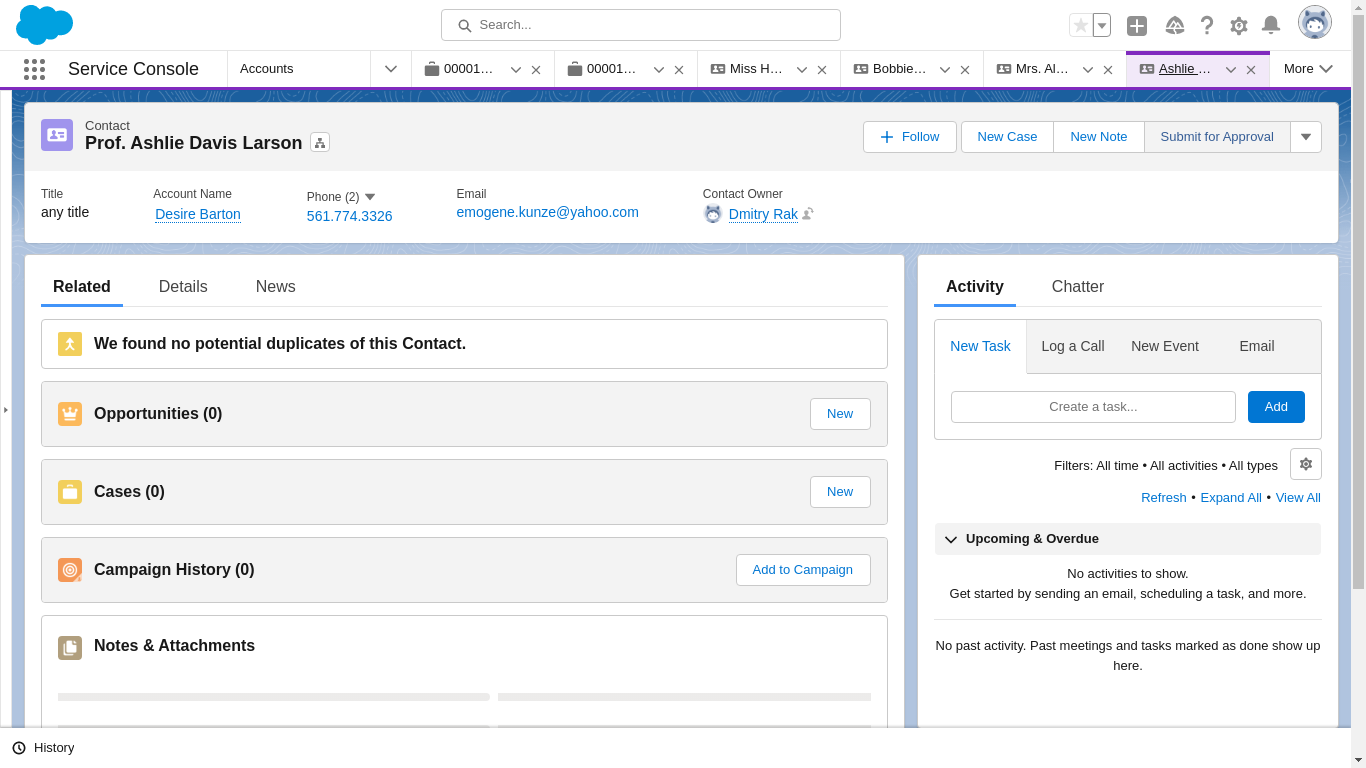 Search...
Service Console
Accounts
00001…
00001…
Miss H…
Bobbie…
Mrs. Al…
Ashlie …
More
Contact
Prof. Ashlie Davis Larson
Follow
New Case
New Note
Submit for Approval
Title
any title
Account Name
Desire Barton
Phone (2)
561.774.3326
Email
emogene.kunze@yahoo.com
Contact Owner
Dmitry Rak
Related
Details
News
We found no potential duplicates of this Contact.
Opportunities (0)
New
Cases (0)
New
Campaign History (0)
Add to Campaign
Notes & Attachments
Activity
Chatter
New Task
Log a Call
New Event
Email
Create a task...
Add
Filters: All time • All activities • All types
Refresh • Expand All • View All
Upcoming & Overdue
No activities to show.
Get started by sending an email, scheduling a task, and more.
No past activity. Past meetings and tasks marked as done show up
here.
History